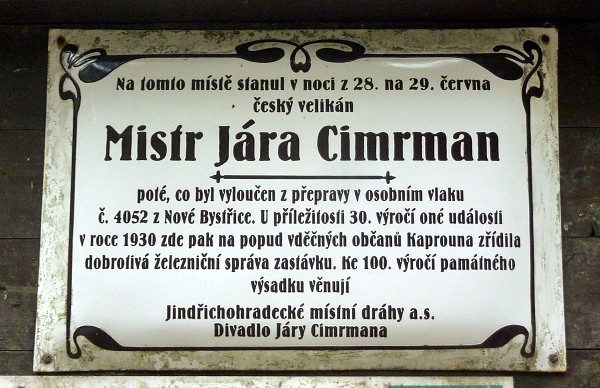 Na tomto místě stanul v noci z 28. na 29. června
český velikán
Mistr Jára Cimrman
poté, co byl vyloučen z přepravy v osobním vlaku
č. 4052 z Nové Bystřice. U příležitosti 30. výročí oné události
v roce 1930 zde pak na popud vděčných občanů Kaprouna zřídila
dobrotivá železniční správa zastávku. Ke 100. výročí památného
výsadku věnují
Jindřichohradecké místní dráhy a.s.
Divadlo Járy Cimrmana